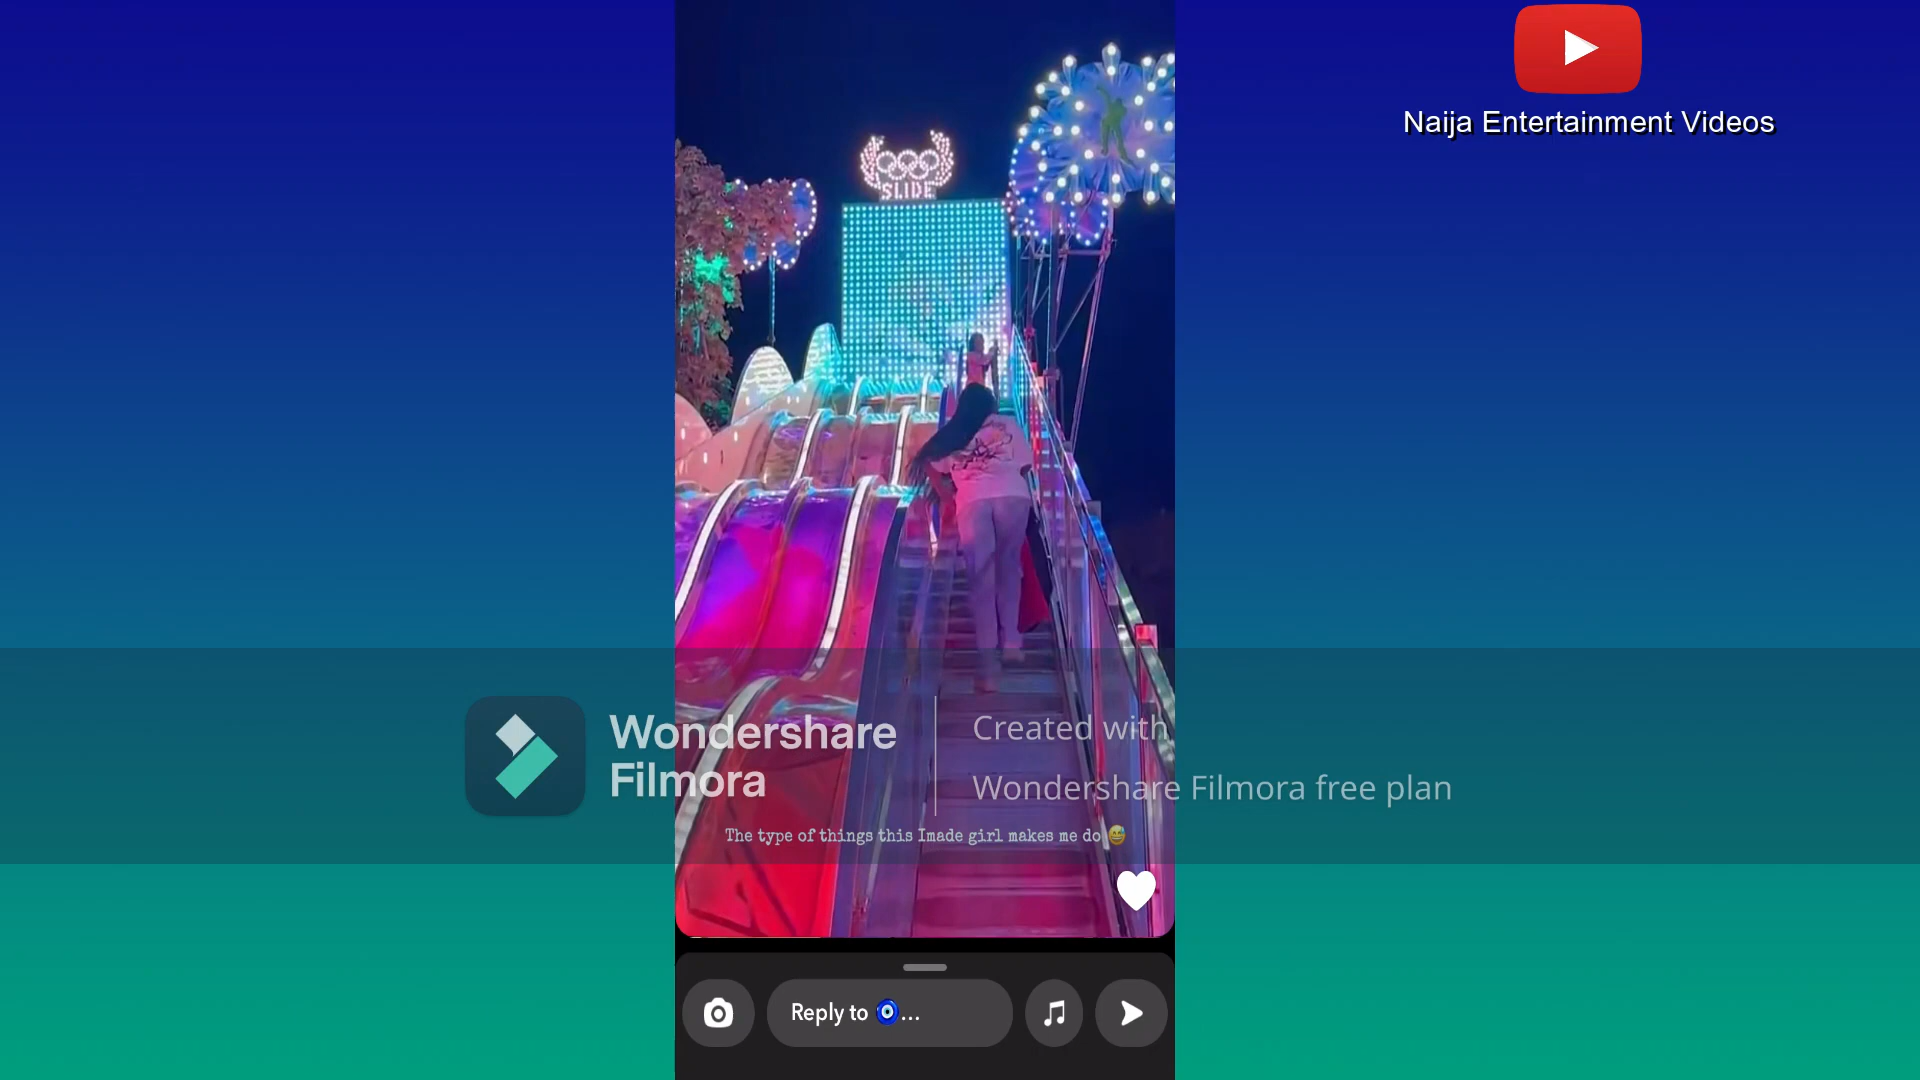 Naija Entertainment Videos
SLIDE
Wondershare
Filmora
Created with
Wondershare Filmora free plan
The type of things this Imade girl makes me do 😅
Reply to 🧿...